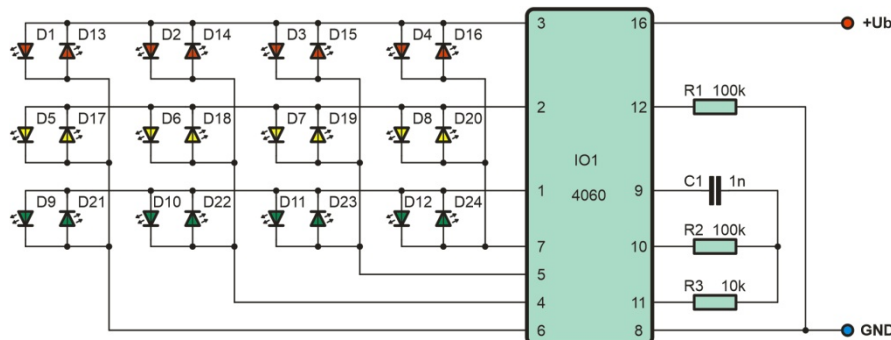 D1 D13 D2 D14 D3 D15 D4 D16 3 16 +Ub
D5 D17 D6 D18 D7 D19 D8 D20 2 12 R1 100k
IO1
4060
D9 D21 D10 D22 D11 D23 D12 D24 1 9 C1 1n
7 10 R2 100k
5
4 11 R3 10k
6 8 GND